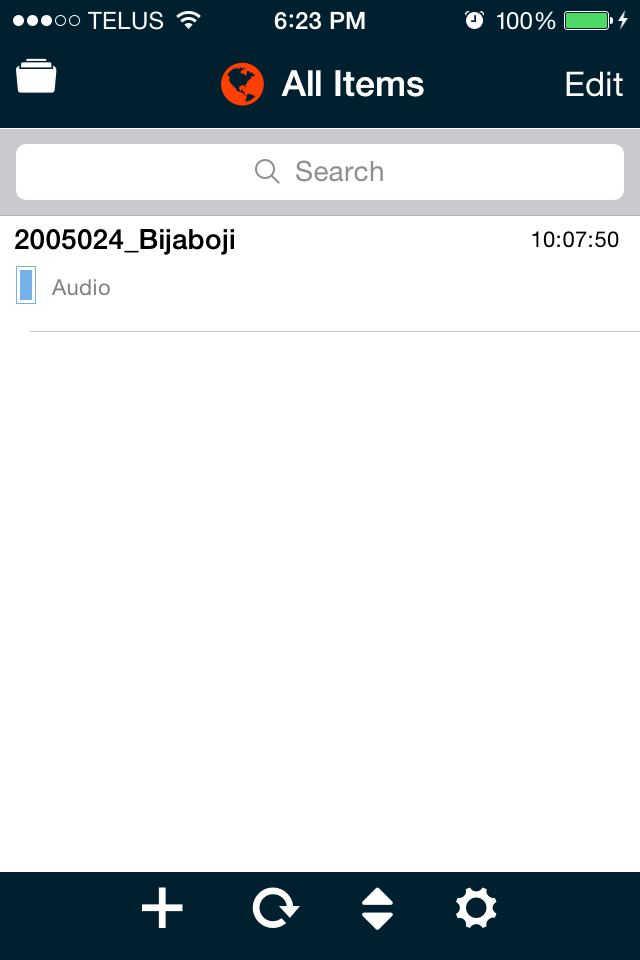 TELUS 6:23 PM 100%
All Items Edit
Search
2005024_Bijaboji 10:07:50
Audio